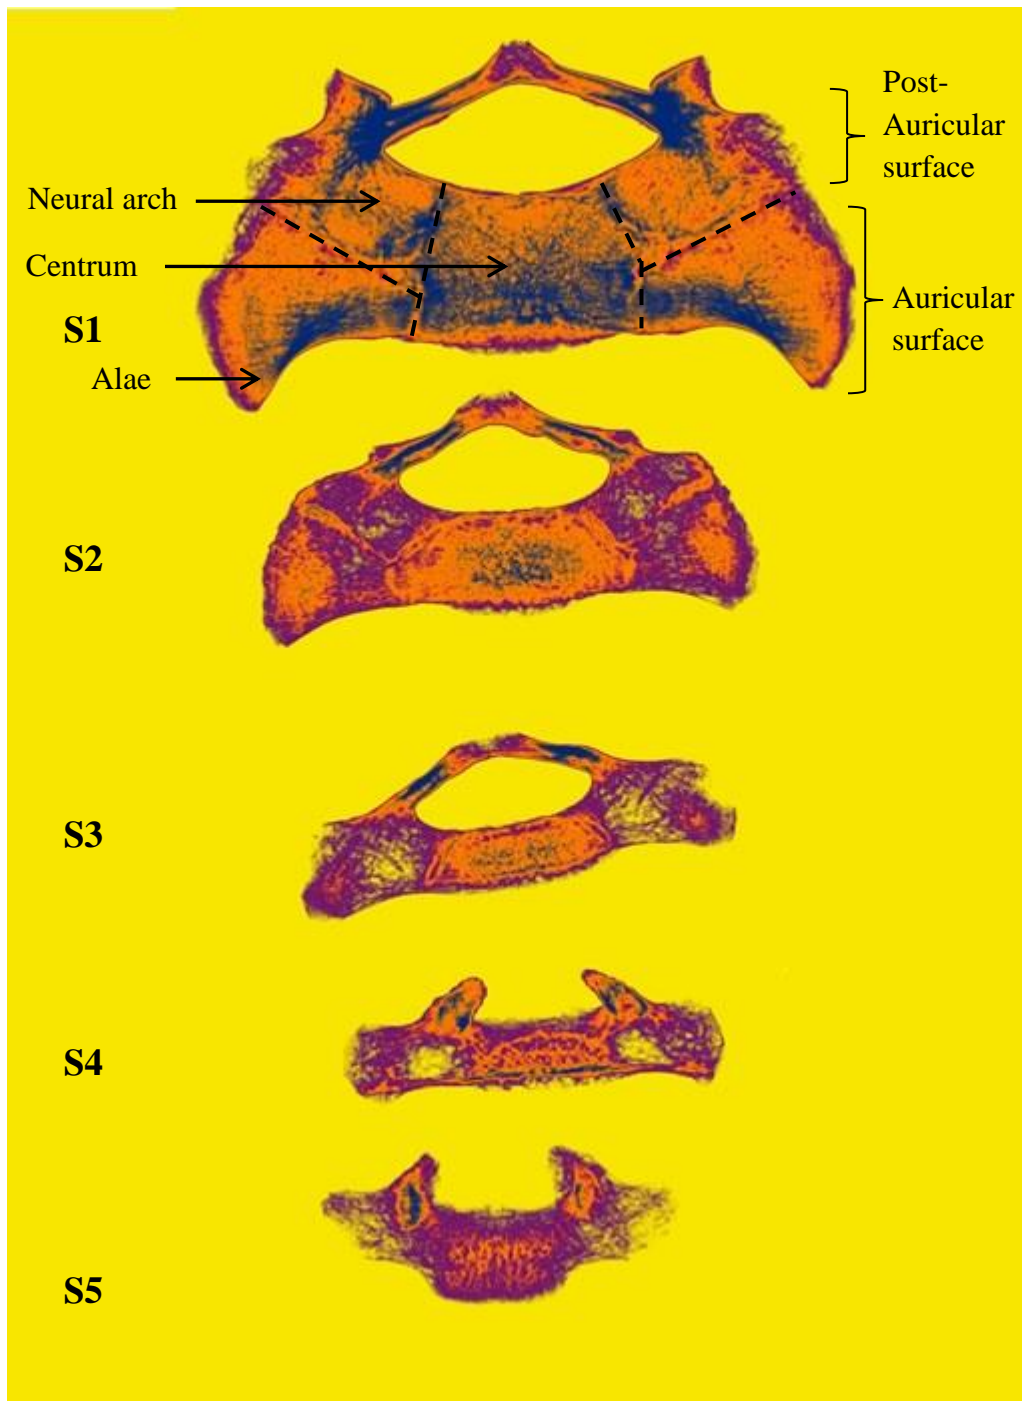 Post-
Auricular
surface
Neural arch
Centrum
Auricular
surface
S1
Alae
S2
S3
S4
S5